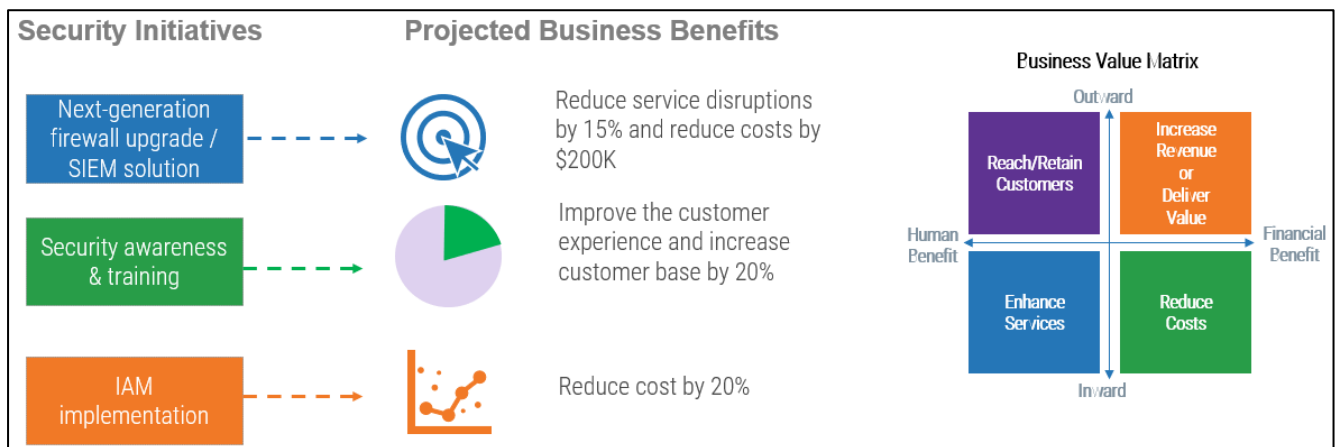 Security Initiatives
Projected Business Benefits
Next-generation
firewall upgrade /
SIEM solution
Reduce service disruptions
by 15% and reduce costs by
$200K
Security awareness
& training
Improve the customer
experience and increase
customer base by 20%
IAM
implementation
Reduce cost by 20%
Business Value Matrix
Outward
Reach/Retain
Customers
Increase
Revenue
or
Deliver
Value
Human
Benefit
Financial
Benefit
Enhance
Services
Reduce
Costs
Inward